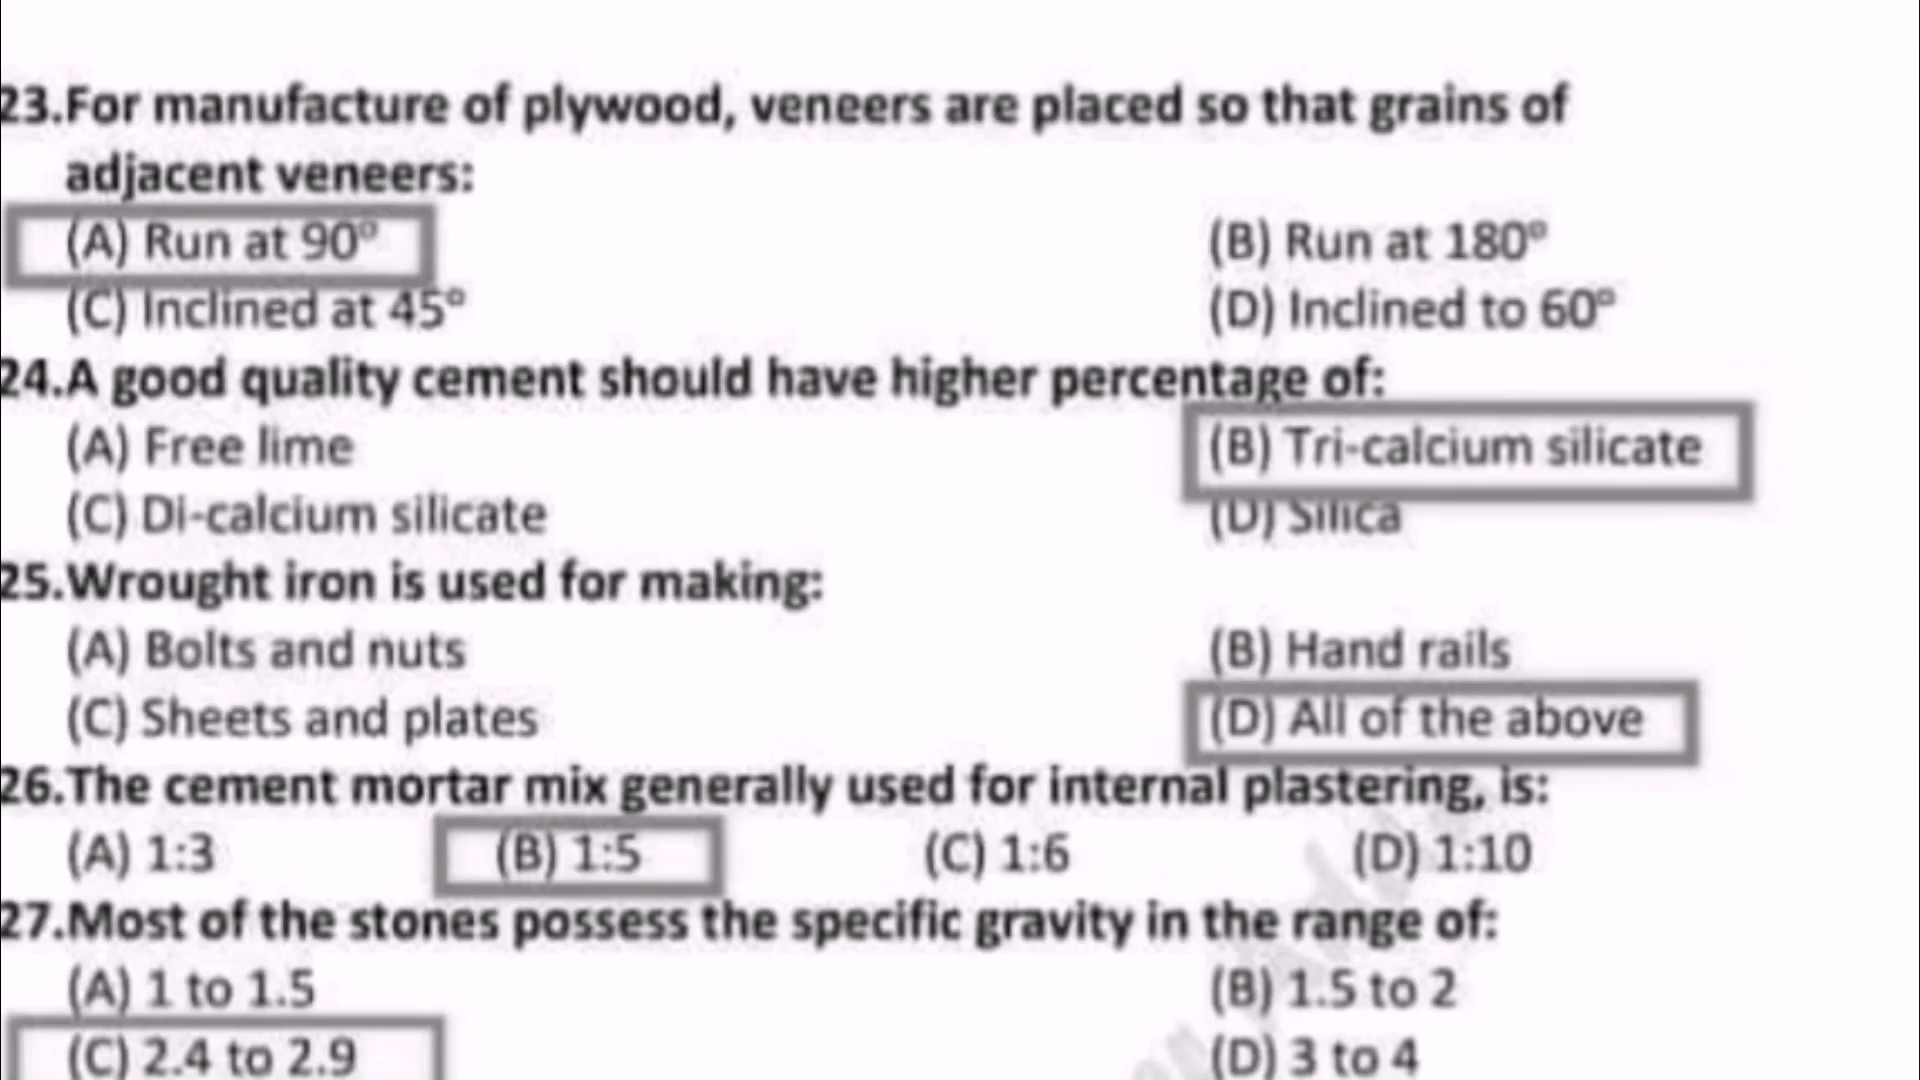 23.For manufacture of plywood, veneers are placed so that grains of
adjacent veneers:
(A) Run at 90º (B) Run at 180º
(C) Inclined at 45º (D) Inclined to 60º
24.A good quality cement should have higher percentage of:
(A) Free lime (B) Tri-calcium silicate
(C) Di-calcium silicate (D) Silica
25.Wrought iron is used for making:
(A) Bolts and nuts (B) Hand rails
(C) Sheets and plates (D) All of the above
26.The cement mortar mix generally used for internal plastering, is:
(A) 1:3 (B) 1:5 (C) 1:6 (D) 1:10
27.Most of the stones possess the specific gravity in the range of:
(A) 1 to 1.5 (B) 1.5 to 2
(C) 2.4 to 2.9 (D) 3 to 4